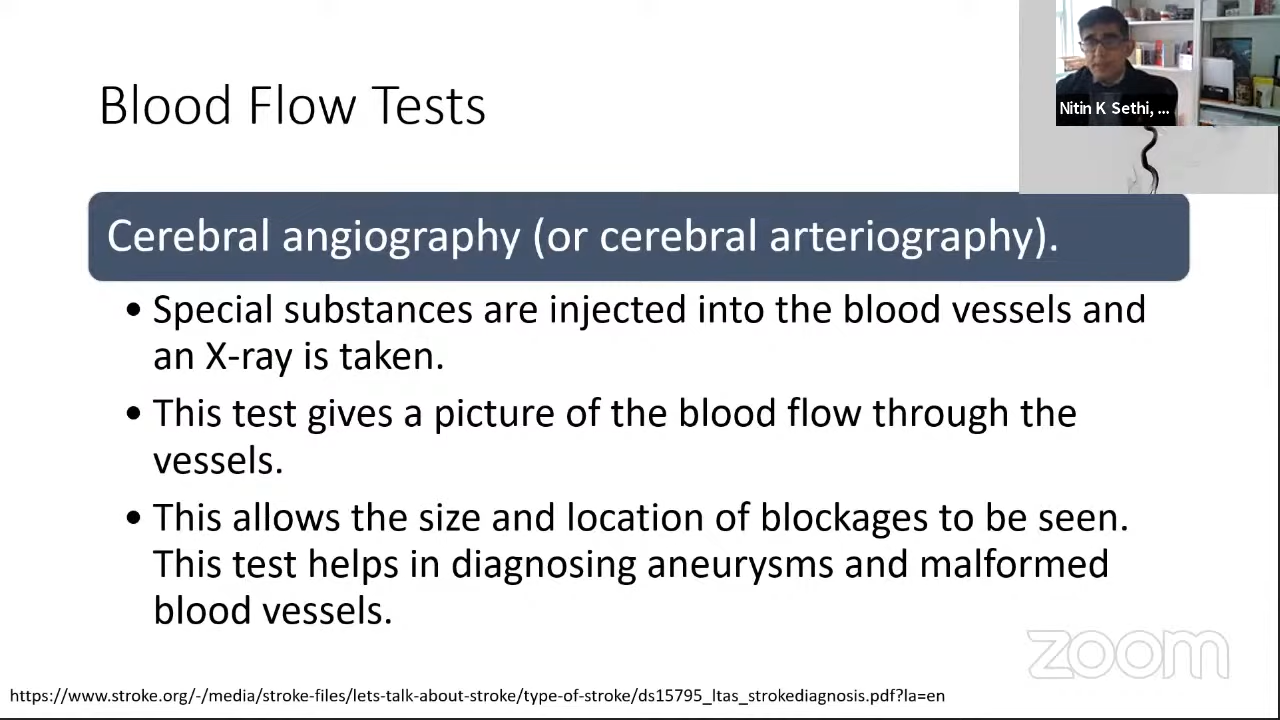 Blood Flow Tests
Nitin K Sethi, ...
Cerebral angiography (or cerebral arteriography).
• Special substances are injected into the blood vessels and
an X-ray is taken.
• This test gives a picture of the blood flow through the
vessels.
• This allows the size and location of blockages to be seen.
This test helps in diagnosing aneurysms and malformed
blood vessels.
zoom
https://www.stroke.org/-/media/stroke-files/lets-talk-about-stroke/type-of-stroke/ds15795_ltas_strokediagnosis.pdf?la=en